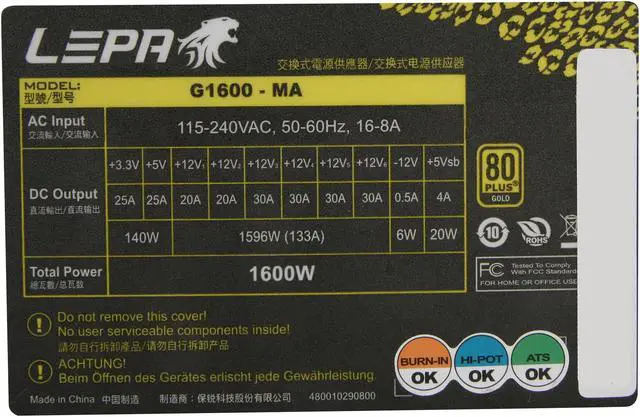 LEPA
交換式電源供應器/交换式电源供应器
MODEL: G1600 - MA
型號/型号
AC Input 115-240VAC, 50-60Hz, 16-8A
交流輸入/交流输入
+3.3V +5V +12V1 +12V2 +12V3 +12V4 +12V5 +12V6 -12V +5Vsb
DC Output 25A 25A 20A 20A 30A 30A 30A 30A 0.5A 4A
直流輸出/直流输出
140W 1596W (133A) 6W 20W
Total Power 1600W
總瓦數/总瓦数
80
PLUS
GOLD
10
RoHS
FC Tested To Comply
With FCC Standards
FOR HOME OR OFFICE USE
! Do not remove this cover!
No user serviceable components inside!
請勿自行拆卸產品/请勿自行拆卸产品
! ACHTUNG!
Beim Öffnen des Gerätes erlischt jede Gewährleistung.
BURN-IN OK
HI-POT OK
ATS OK
Made in China 中国制造 制造商：保锐科技股份有限公司 480010290800